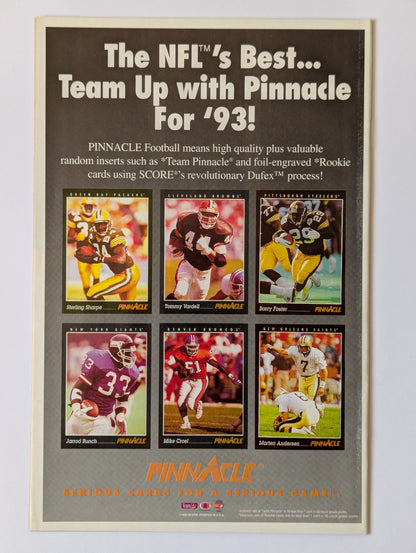 The NFL™'s Best...
Team Up with Pinnacle
For '93!
PINNACLE Football means high quality plus valuable
random inserts such as *Team Pinnacle® and foil-engraved *Rookie
cards using SCORE®'s revolutionary Dufex™ process!
GREEN BAY PACKERS
Sterling Sharpe
PINNACLE
CLEVELAND BROWNS
Tommy Vardell
PINNACLE
PITTSBURGH STEELERS
Barry Foster
PINNACLE
NEW YORK GIANTS
Jarrod Bunch
PINNACLE
DENVER BRONCOS
Mike Croel
PINNACLE
NEW ORLEANS SAINTS
Morten Andersen
PINNACLE
PINNACLE®
SERIOUS CARDS FOR A SERIOUS GAME™.